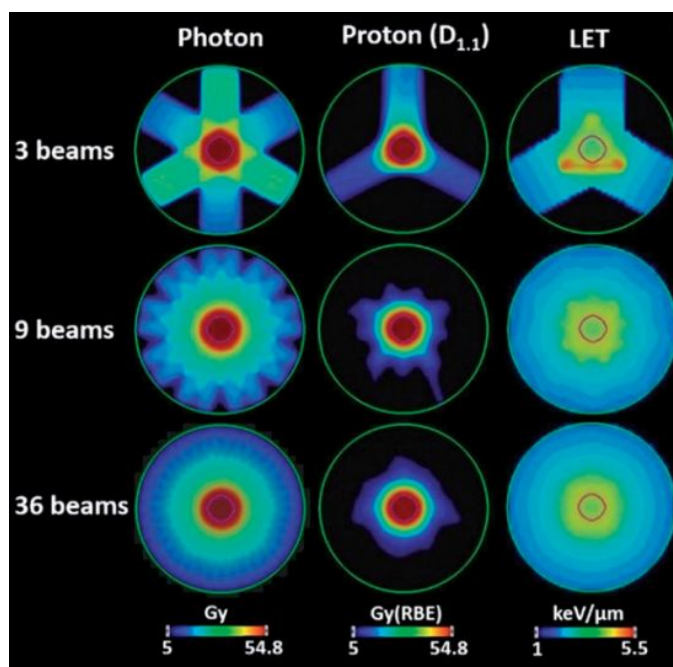 Photon Proton (D1.1) LET
3 beams
9 beams
36 beams
Gy Gy(RBE) keV/μm
5 54.8 5 54.8 1 5.5